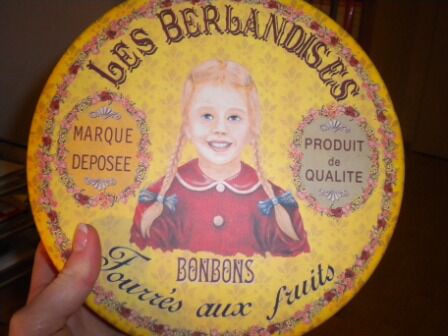 LES BERLANDISES
MARQUE
DEPOSEE
PRODUIT
de
QUALITE
BONBONS
Fourrés aux fruits